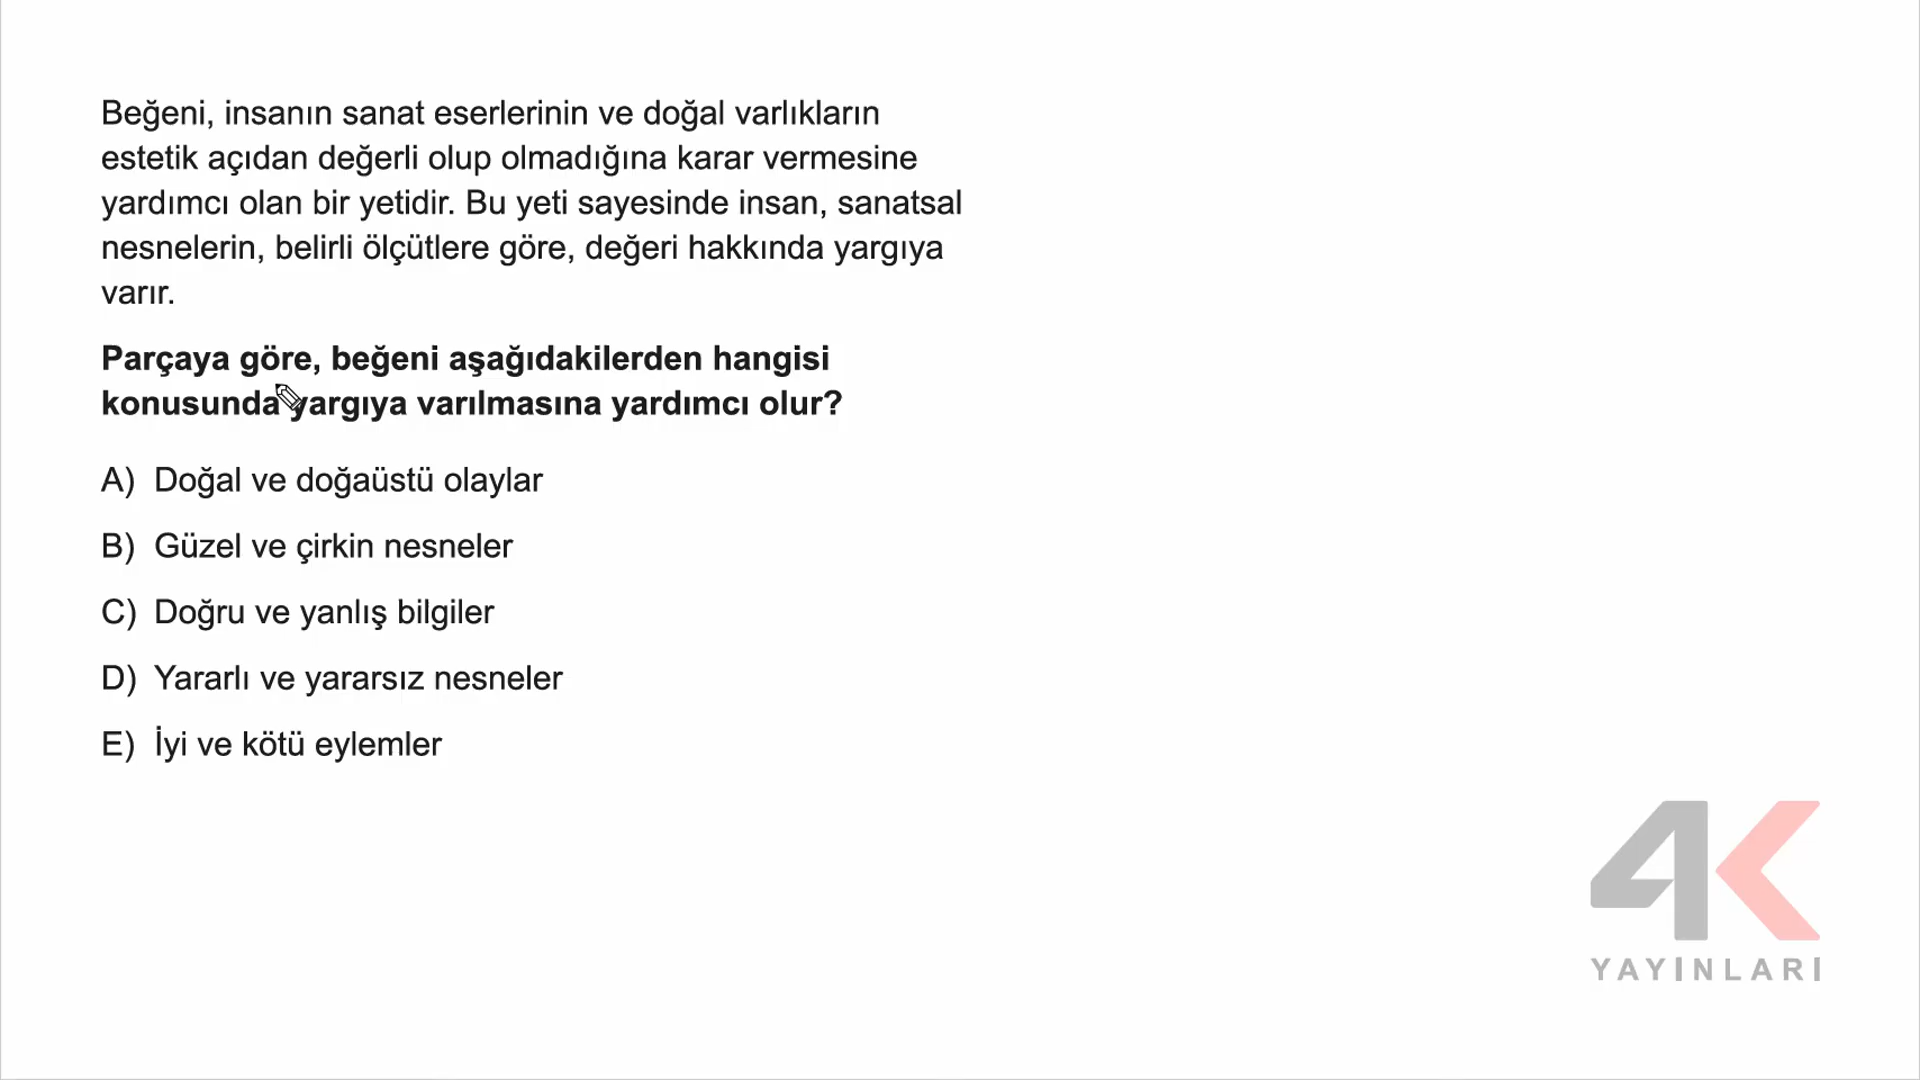 Beğeni, insanın sanat eserlerinin ve doğal varlıkların
estetik açıdan değerli olup olmadığına karar vermesine
yardımcı olan bir yetidir. Bu yeti sayesinde insan, sanatsal
nesnelerin, belirli ölçütlere göre, değeri hakkında yargıya
varır.
Parçaya göre, beğeni aşağıdakilerden hangisi
konusunda yargıya varılmasına yardımcı olur?
A) Doğal ve doğaüstü olaylar
B) Güzel ve çirkin nesneler
C) Doğru ve yanlış bilgiler
D) Yararlı ve yararsız nesneler
E) İyi ve kötü eylemler
4K
YAYINLARI